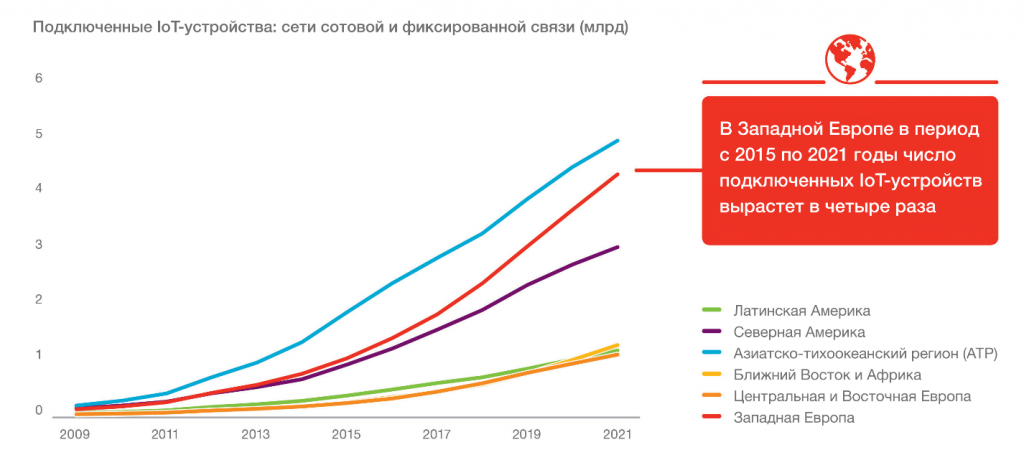 Подключенные IoT-устройства: сети сотовой и фиксированной связи (млрд)
6
5
4
3
2
1
0
2009 2011 2013 2015 2017 2019 2021
В Западной Европе в период
с 2015 по 2021 годы число
подключенных IoT-устройств
вырастет в четыре раза
Латинская Америка
Северная Америка
Азиатско-тихоокеанский регион (АТР)
Ближний Восток и Африка
Центральная и Восточная Европа
Западная Европа